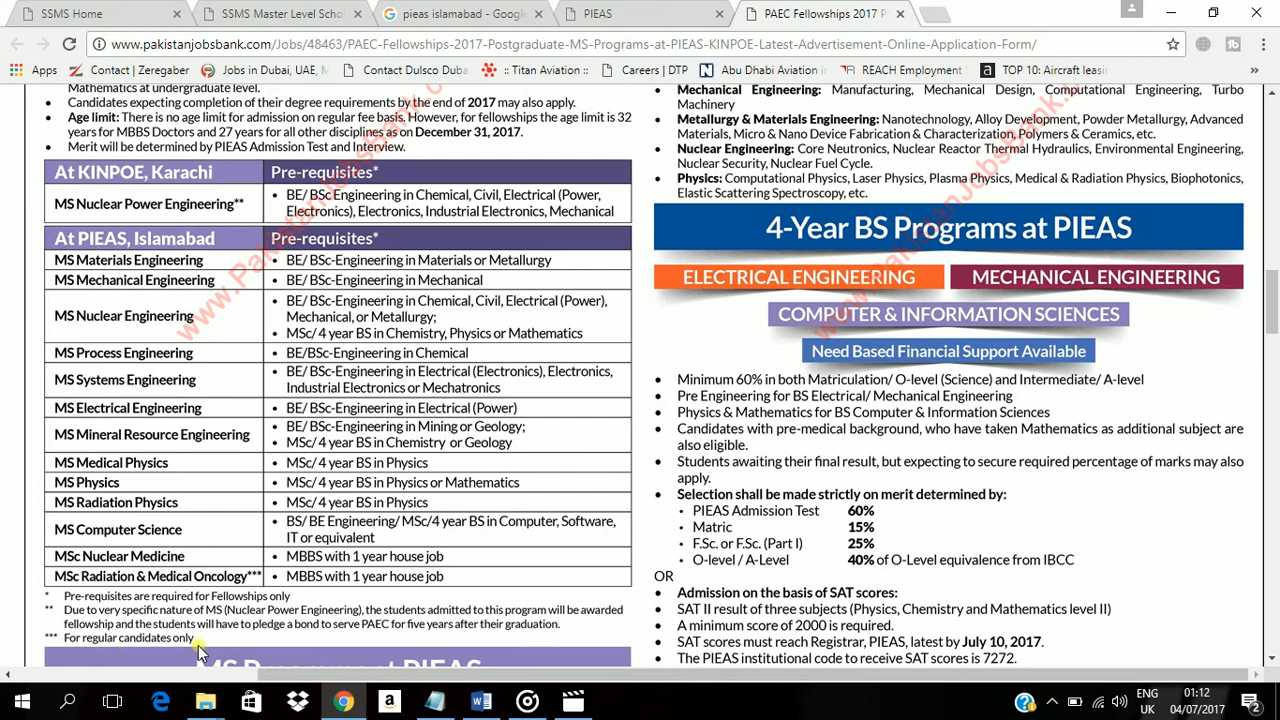 SSMS Home
SSMS Master Level Schol
pieas islamabad - Google
PIEAS
PAEC Fellowships 2017 P
www.pakistanjobsbank.com/Jobs/48463/PAEC-Fellowships-2017-Postgraduate-MS-Programs-at-PIEAS-KINPOE-Latest-Advertisement-Online-Application-Form/
Apps
Contact | Zeregaber
Jobs in Dubai, UAE, M
Contact Dulsco Dubai
:: Titan Aviation ::
Careers | DTP
Abu Dhabi Aviation in
REACH Employment
TOP 10: Aircraft leasin
»
Mathematics at undergraduate level.
• Candidates expecting completion of their degree requirements by the end of 2017 may also apply.
• Age limit: There is no age limit for admission on regular fee basis. However, for fellowships the age limit is 32
years for MBBS Doctors and 27 years for all other disciplines as on December 31, 2017.
• Merit will be determined by PIEAS Admission Test and Interview.
At KINPOE, Karachi Pre-requisites*
MS Nuclear Power Engineering**
• BE/ BSc Engineering in Chemical, Civil, Electrical (Power,
Electronics), Electronics, Industrial Electronics, Mechanical
At PIEAS, Islamabad Pre-requisites*
MS Materials Engineering • BE/ BSc-Engineering in Materials or Metallurgy
MS Mechanical Engineering • BE/ BSc-Engineering in Mechanical
MS Nuclear Engineering
• BE/ BSc-Engineering in Chemical, Civil, Electrical (Power),
Mechanical, or Metallurgy;
• MSc/ 4 year BS in Chemistry, Physics or Mathematics
MS Process Engineering • BE/BSc-Engineering in Chemical
MS Systems Engineering
• BE/ BSc-Engineering in Electrical (Electronics), Electronics,
Industrial Electronics or Mechatronics
MS Electrical Engineering • BE/ BSc-Engineering in Electrical (Power)
MS Mineral Resource Engineering
• BE/ BSc-Engineering in Mining or Geology;
• MSc/ 4 year BS in Chemistry or Geology
MS Medical Physics • MSc/ 4 year BS in Physics
MS Physics • MSc/ 4 year BS in Physics or Mathematics
MS Radiation Physics • MSc/ 4 year BS in Physics
MS Computer Science
• BS/ BE Engineering/ MSc/4 year BS in Computer, Software,
IT or equivalent
MSc Nuclear Medicine • MBBS with 1 year house job
MSc Radiation & Medical Oncology*** • MBBS with 1 year house job
* Pre-requisites are required for Fellowships only
** Due to very specific nature of MS (Nuclear Power Engineering), the students admitted to this program will be awarded
fellowship and the students will have to pledge a bond to serve PAEC for five years after their graduation.
*** For regular candidates only
MS Programs at PIEAS
www.PakistanJobsBank.c
Mechanical Engineering: Manufacturing, Mechanical Design, Computational Engineering, Turbo
Machinery
• Metallurgy & Materials Engineering: Nanotechnology, Alloy Development, Powder Metallurgy, Advanced
Materials, Micro & Nano Device Fabrication & Characterization, Polymers & Ceramics, etc.
• Nuclear Engineering: Core Neutronics, Nuclear Reactor Thermal Hydraulics, Environmental Engineering,
Nuclear Security, Nuclear Fuel Cycle.
• Physics: Computational Physics, Laser Physics, Plasma Physics, Medical & Radiation Physics, Biophotonics,
Elastic Scattering Spectroscopy, etc.
4-Year BS Programs at PIEAS
ELECTRICAL ENGINEERING
MECHANICAL ENGINEERING
COMPUTER & INFORMATION SCIENCES
Need Based Financial Support Available
• Minimum 60% in both Matriculation/ O-level (Science) and Intermediate/ A-level
• Pre Engineering for BS Electrical/ Mechanical Engineering
• Physics & Mathematics for BS Computer & Information Sciences
• Candidates with pre-medical background, who have taken Mathematics as additional subject are
also eligible.
• Students awaiting their final result, but expecting to secure required percentage of marks may also
apply.
• Selection shall be made strictly on merit determined by:
• PIEAS Admission Test 60%
• Matric 15%
• F.Sc. or F.Sc. (Part I) 25%
• O-level / A-Level 40% of O-Level equivalence from IBCC
OR
• Admission on the basis of SAT scores:
• SAT II result of three subjects (Physics, Chemistry and Mathematics level II)
• A minimum score of 2000 is required.
• SAT scores must reach Registrar, PIEAS, latest by July 10, 2017.
• The PIEAS institutional code to receive SAT scores is 7272.
www.PakistanJobsBank.c
ENG
UK
01:12
04/07/2017
2